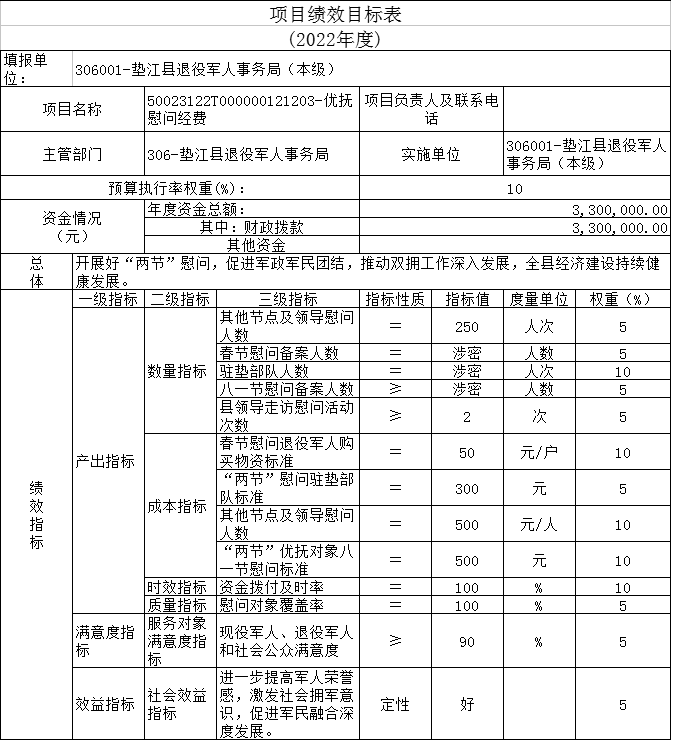 项目绩效目标表
(2022年度)
填报单
位：
306001-垫江县退役军人事务局（本级）
项目名称
50023122T000000121203-优抚
慰问经费
项目负责人及联系电
话
主管部门
306-垫江县退役军人事务局
实施单位
306001-垫江县退役军人
事务局（本级）
预算执行率权重(%)：
10
资金情况
（元）
年度资金总额：
3,300,000.00
其中：财政拨款
3,300,000.00
其他资金
总
体
开展好“两节”慰问，促进军政军民团结，推动双拥工作深入发展，全县经济建设持续健
康发展。
绩
效
指
标
一级指标 二级指标 三级指标 指标性质 指标值 度量单位 权重（%）
产出指标
数量指标
其他节点及领导慰问
人数
＝ 250 人次 5
春节慰问备案人数 ＝ 涉密 人数 5
驻垫部队人数 ＝ 涉密 人次 10
八一节慰问备案人数 ≥ 涉密 人数 5
县领导走访慰问活动
次数
≥ 2 次 5
成本指标
春节慰问退役军人购
买物资标准
＝ 50 元/户 10
“两节”慰问驻垫部
队标准
＝ 300 元 5
其他节点及领导慰问
人数
＝ 500 元/人 10
“两节”优抚对象八
一节慰问标准
＝ 500 元 10
时效指标 资金拨付及时率 ＝ 100 % 10
质量指标 慰问对象覆盖率 ＝ 100 % 5
满意度指
标
服务对象
满意度指
标
现役军人、退役军人
和社会公众满意度
≥ 90 % 5
效益指标
社会效益
指标
进一步提高军人荣誉
感，激发社会拥军意
识，促进军民融合深
度发展。
定性 好 5